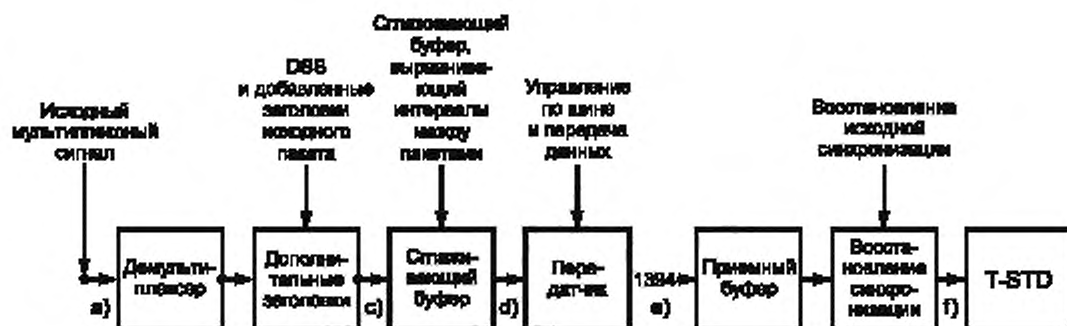 Исходный
мультиплексный
сигнал
DSS
и добавленные
заголовки
исходного
пакета
Сглаживающий
буфер,
выравнива-
ющий
интервалы
между
пакетами
Управление
по шине
и передача
данных
Восстановление
исходной
синхронизации
a)
Демульти-
плексор
Дополни-
тельные
заголовки
c)
Сглажи-
вающий
буфер
d)
Пере-
датчик
1394
e)
Приемный
буфер
Восста-
новление
синхро-
низации
f)
T-STD